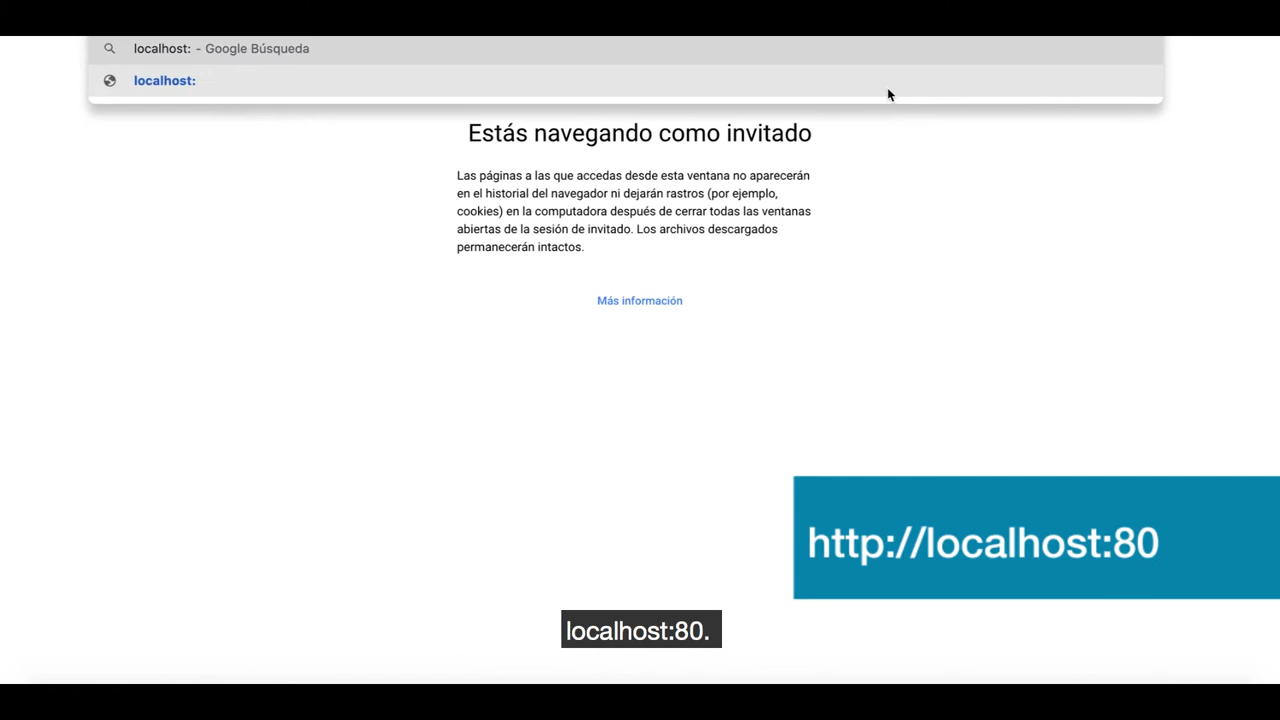 localhost: - Google Búsqueda
localhost:
Estás navegando como invitado
Las páginas a las que accedas desde esta ventana no aparecerán
en el historial del navegador ni dejarán rastros (por ejemplo,
cookies) en la computadora después de cerrar todas las ventanas
abiertas de la sesión de invitado. Los archivos descargados
permanecerán intactos.
Más información
http://localhost:80
localhost:80.